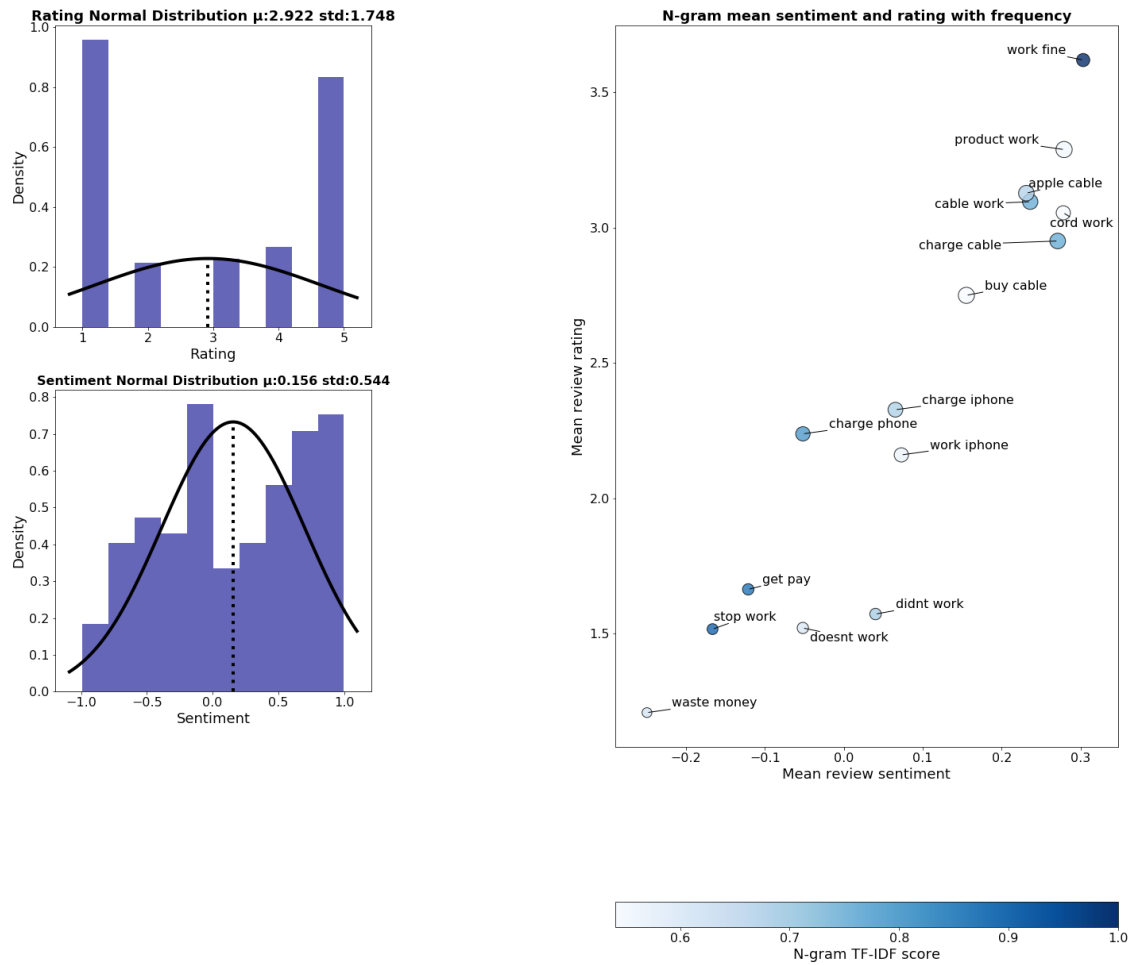 Rating Normal Distribution μ:2.922 std:1.748
1.0
0.8
0.6
0.4
0.2
0.0
Density
1 2 3 4 5
Rating
Sentiment Normal Distribution μ:0.156 std:0.544
0.8
0.7
0.6
0.5
0.4
0.3
0.2
0.1
0.0
Density
−1.0 −0.5 0.0 0.5 1.0
Sentiment
N-gram mean sentiment and rating with frequency
3.5
3.0
2.5
2.0
1.5
Mean review rating
work fine
product work
apple cable
cable work
cord work
charge cable
buy cable
charge iphone
charge phone
work iphone
get pay
didnt work
stop work
doesnt work
waste money
−0.2 −0.1 0.0 0.1 0.2 0.3
Mean review sentiment
0.6 0.7 0.8 0.9 1.0
N-gram TF-IDF score